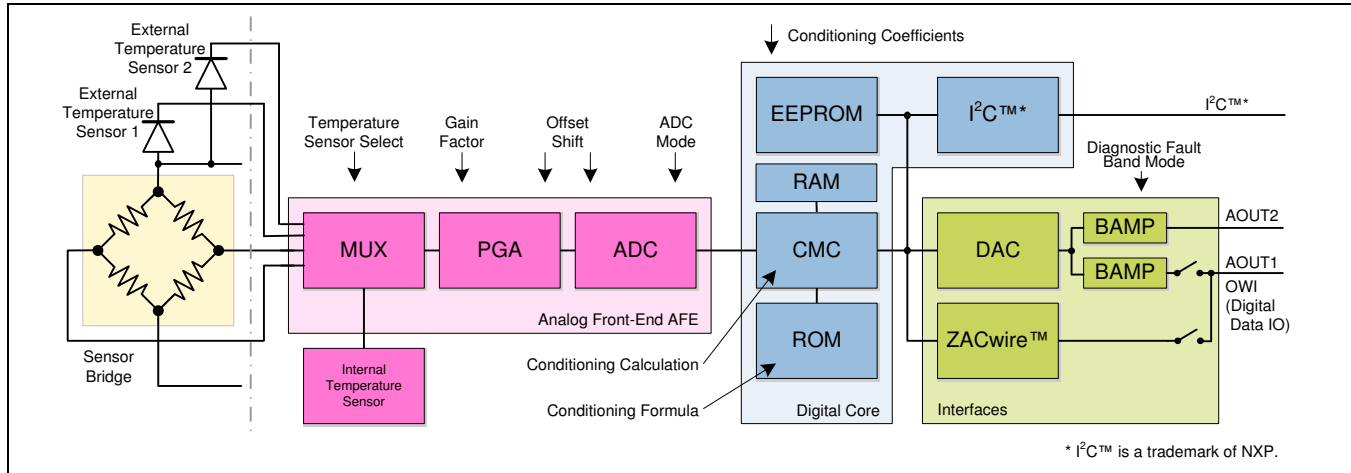 External
Temperature
Sensor 2
External
Temperature
Sensor 1
Temperature
Sensor Select
Gain
Factor
Offset
Shift
ADC
Mode
Conditioning Coefficients
EEPROM
I²C™*
I²C™*
Diagnostic Fault
Band Mode
RAM
MUX
PGA
ADC
CMC
DAC
BAMP
AOUT2
BAMP
AOUT1
OWI
(Digital
Data IO)
Analog Front-End AFE
ROM
ZACwire™
Sensor
Bridge
Internal
Temperature
Sensor
Conditioning Calculation
Conditioning Formula
Digital Core
Interfaces
* I²C™ is a trademark of NXP.